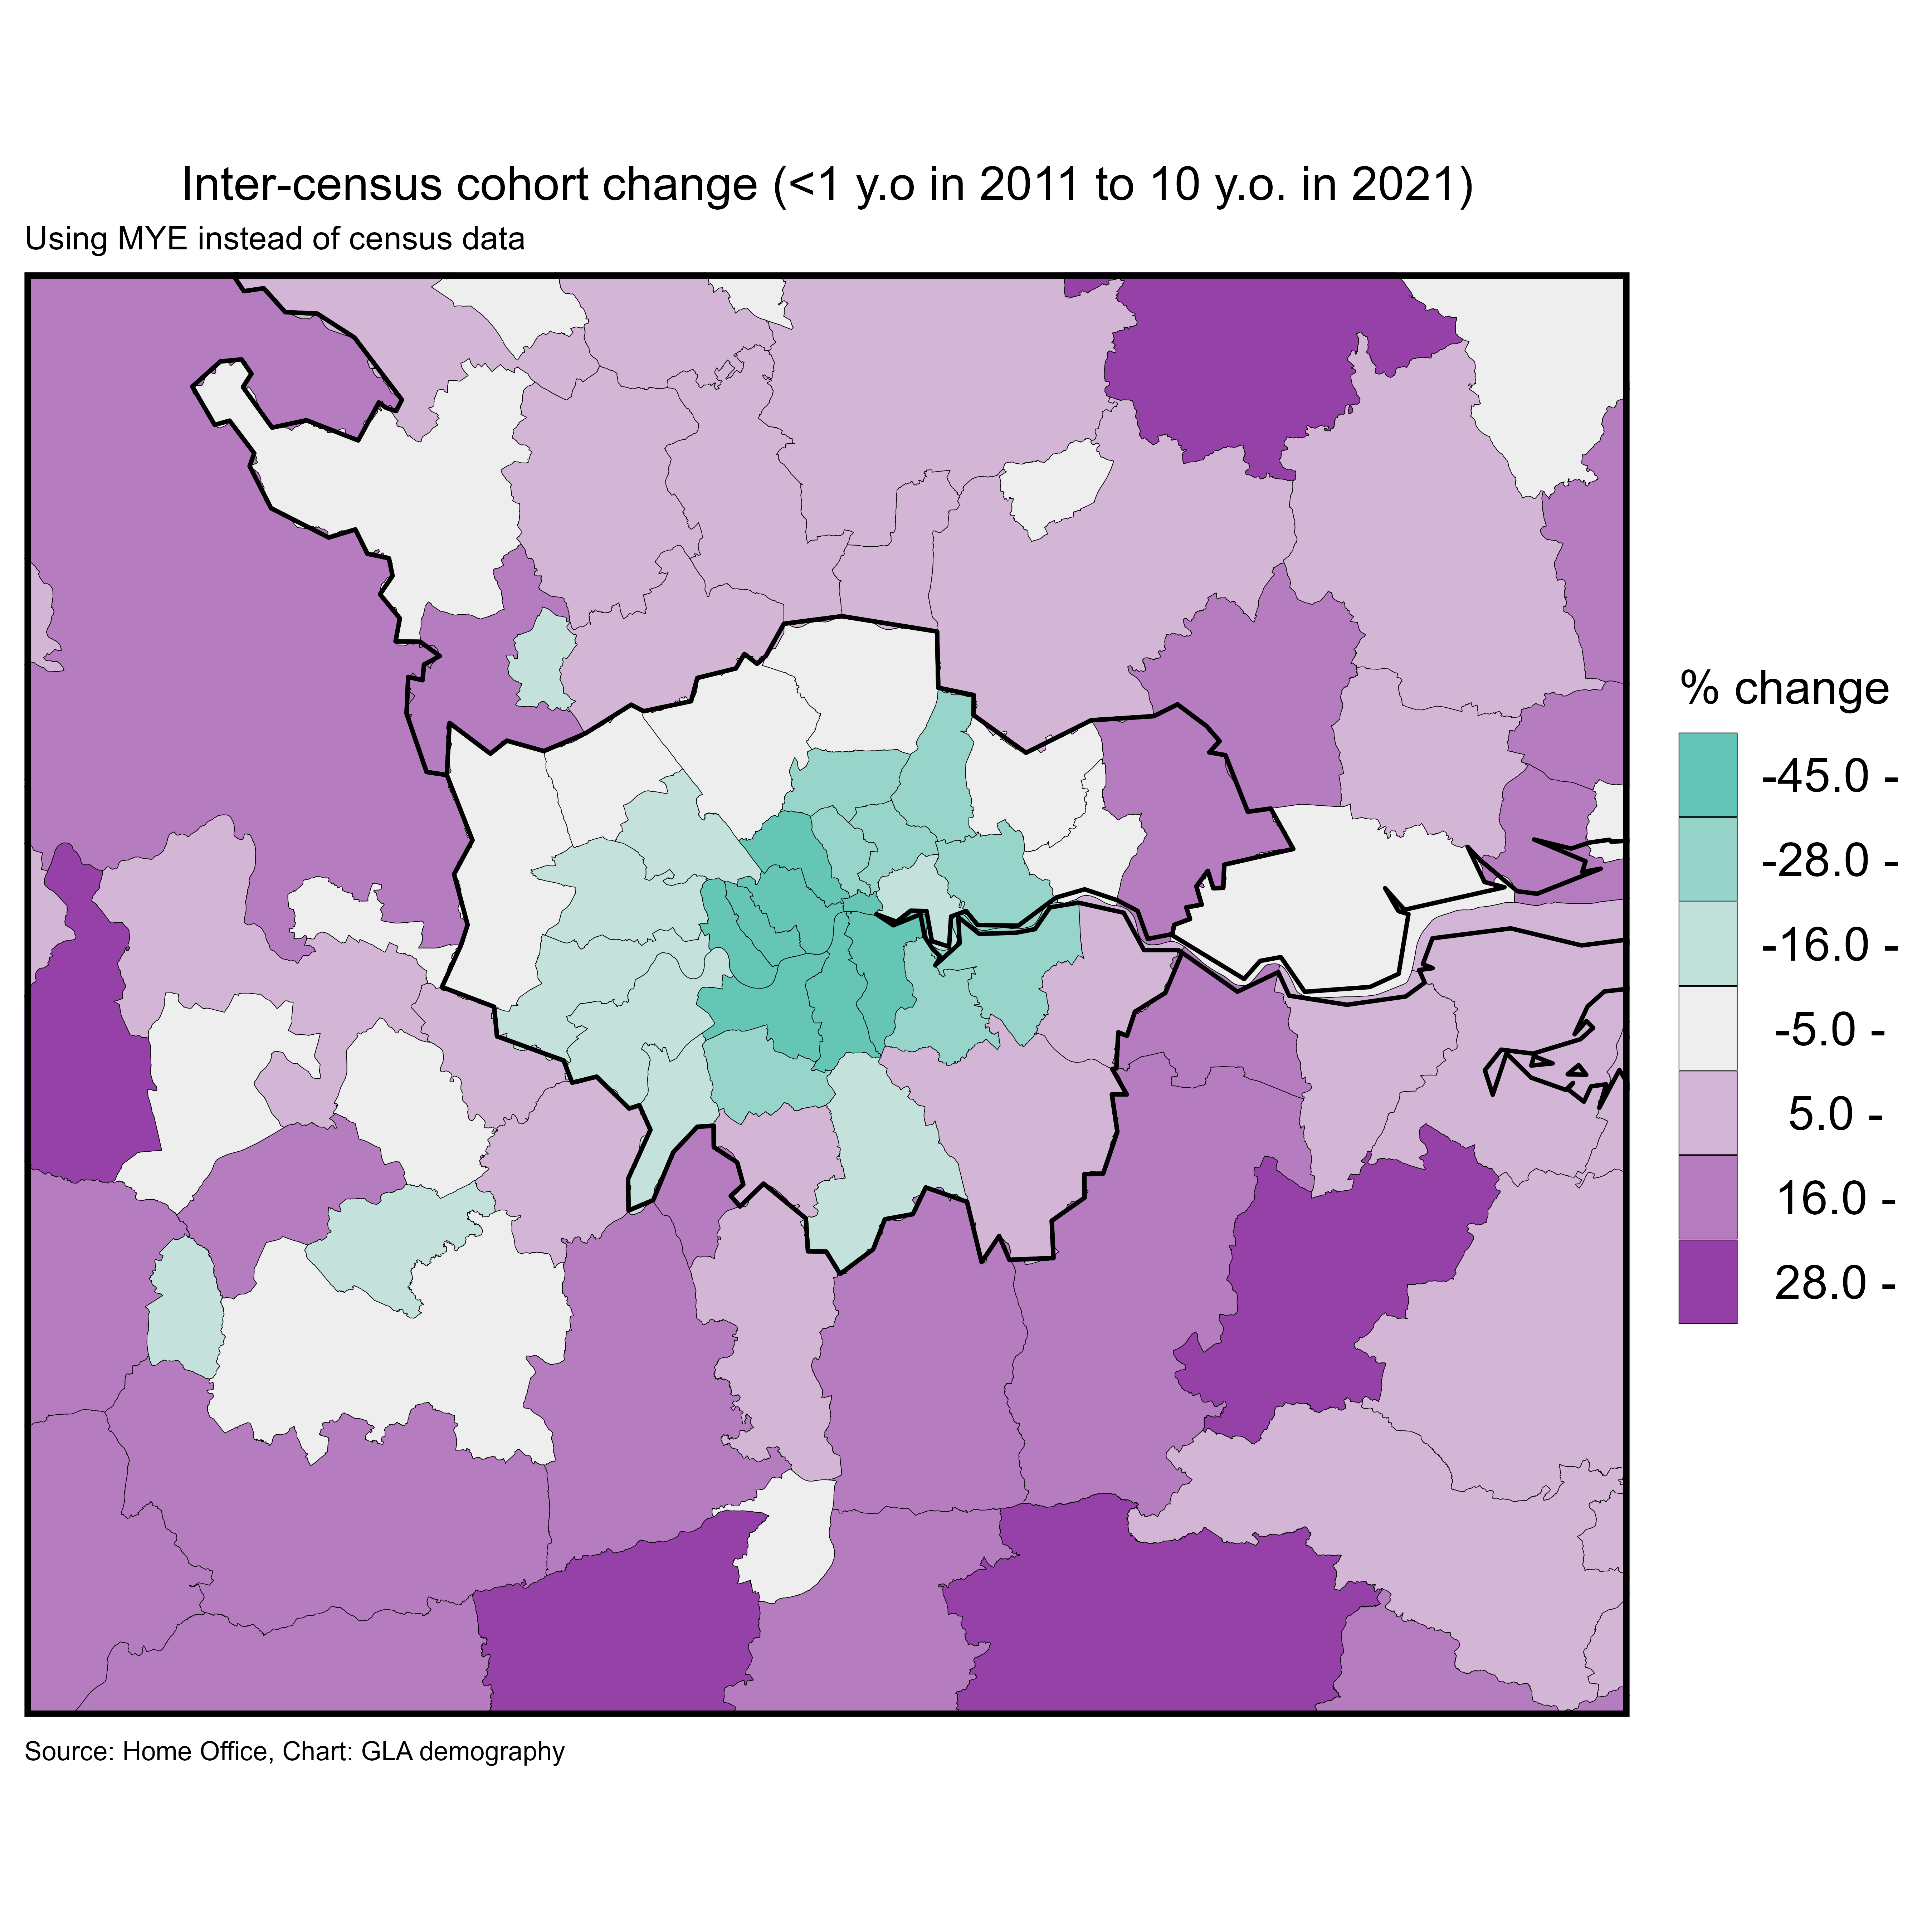 Inter-census cohort change (<1 y.o in 2011 to 10 y.o. in 2021)
Using MYE instead of census data
% change
-45.0 -
-28.0 -
-16.0 -
-5.0 -
5.0 -
16.0 -
28.0 -
Source: Home Office, Chart: GLA demography